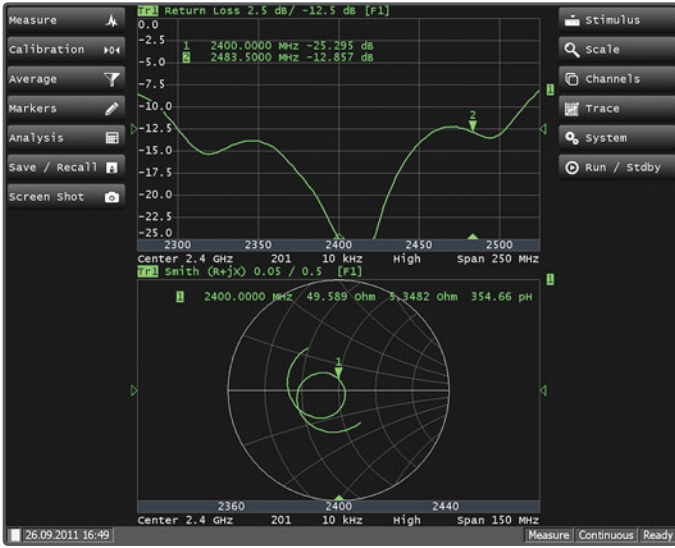 Measure
Calibration
Average
Markers
Analysis
Save / Recall
Screen Shot
Tr1 Return Loss 2.5 dB/ -12.5 dB [F1]
0.0
-2.5
-5.0
-7.5
-10.0
-12.5
-15.0
-17.5
-20.0
-22.5
-25.0
1 2400.0000 MHz -25.295 dB
2 2483.5000 MHz -12.857 dB
2
1
2300 2350 2400 2450 2500
Center 2.4 GHz 201 10 kHz High Span 250 MHz
Tr1 Smith (R+jX) 0.05 / 0.5 [F1]
1
1 2400.0000 MHz 49.589 Ohm 5.3482 Ohm 354.66 pH
1
2360 2400 2440
Center 2.4 GHz 201 10 kHz High Span 150 MHz
Stimulus
Scale
Channels
Trace
System
Run / Stdby
26.09.2011 16:49
Measure Continuous Ready